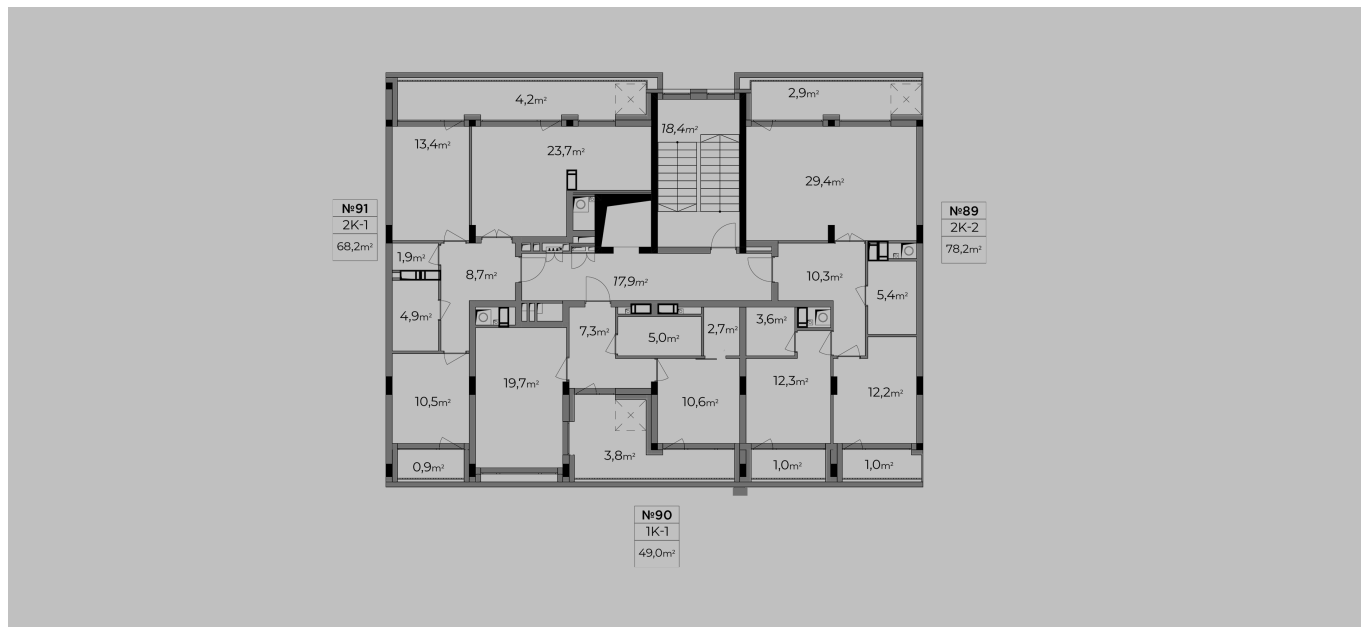 4,2m²
2,9m²
18,4m²
13,4m²
23,7m²
29,4m²
№91
2K-1
68,2m²
№89
2K-2
78,2m²
1,9m²
8,7m²
17,9m²
10,3m²
5,4m²
4,9m²
7,3m²
5,0m²
2,7m²
3,6m²
19,7m²
12,3m²
12,2m²
10,5m²
10,6m²
3,8m²
0,9m²
1,0m²
1,0m²
№90
1K-1
49,0m²